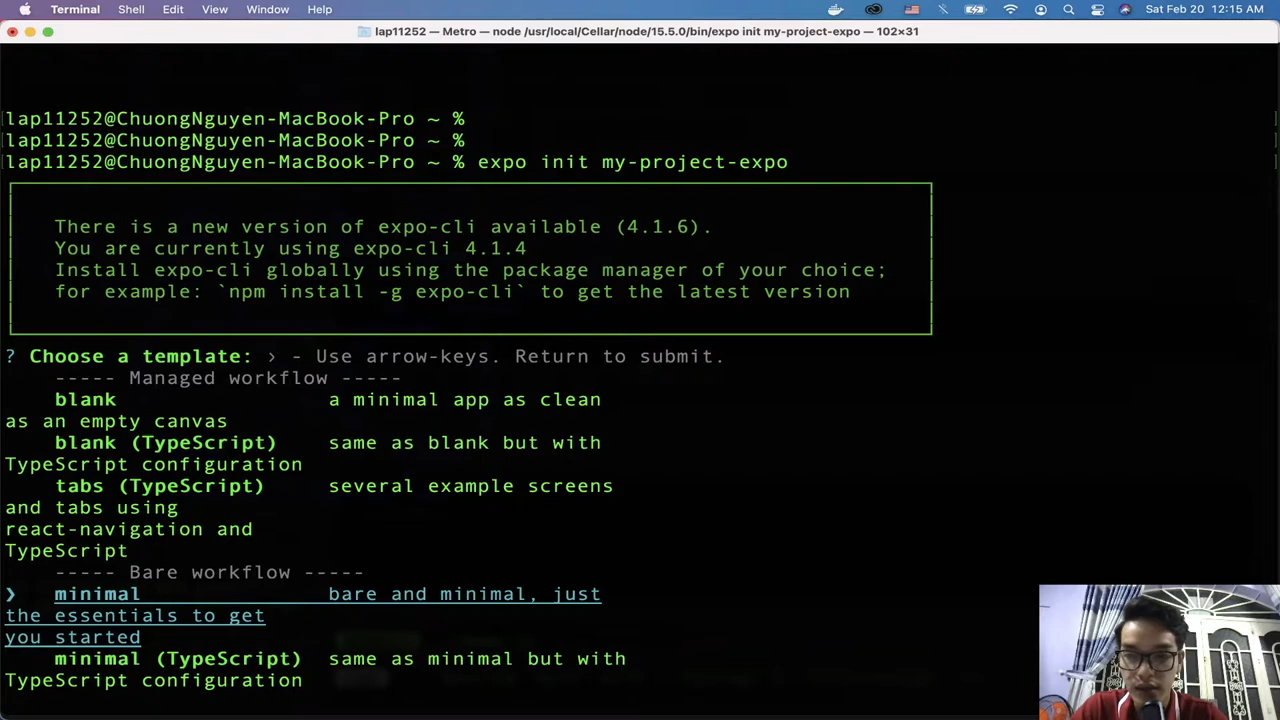 Terminal Shell Edit View Window Help Sat Feb 20 12:15 AM
lap11252 — Metro — node /usr/local/Cellar/node/15.5.0/bin/expo init my-project-expo — 102×31
lap11252@ChuongNguyen-MacBook-Pro ~ %
lap11252@ChuongNguyen-MacBook-Pro ~ %
lap11252@ChuongNguyen-MacBook-Pro ~ % expo init my-project-expo
There is a new version of expo-cli available (4.1.6).
You are currently using expo-cli 4.1.4
Install expo-cli globally using the package manager of your choice;
for example: `npm install -g expo-cli` to get the latest version
? Choose a template: › - Use arrow-keys. Return to submit.
----- Managed workflow -----
blank a minimal app as clean
as an empty canvas
blank (TypeScript) same as blank but with
TypeScript configuration
tabs (TypeScript) several example screens
and tabs using
react-navigation and
TypeScript
----- Bare workflow -----
❯ minimal bare and minimal, just
the essentials to get
you started
minimal (TypeScript) same as minimal but with
TypeScript configuration